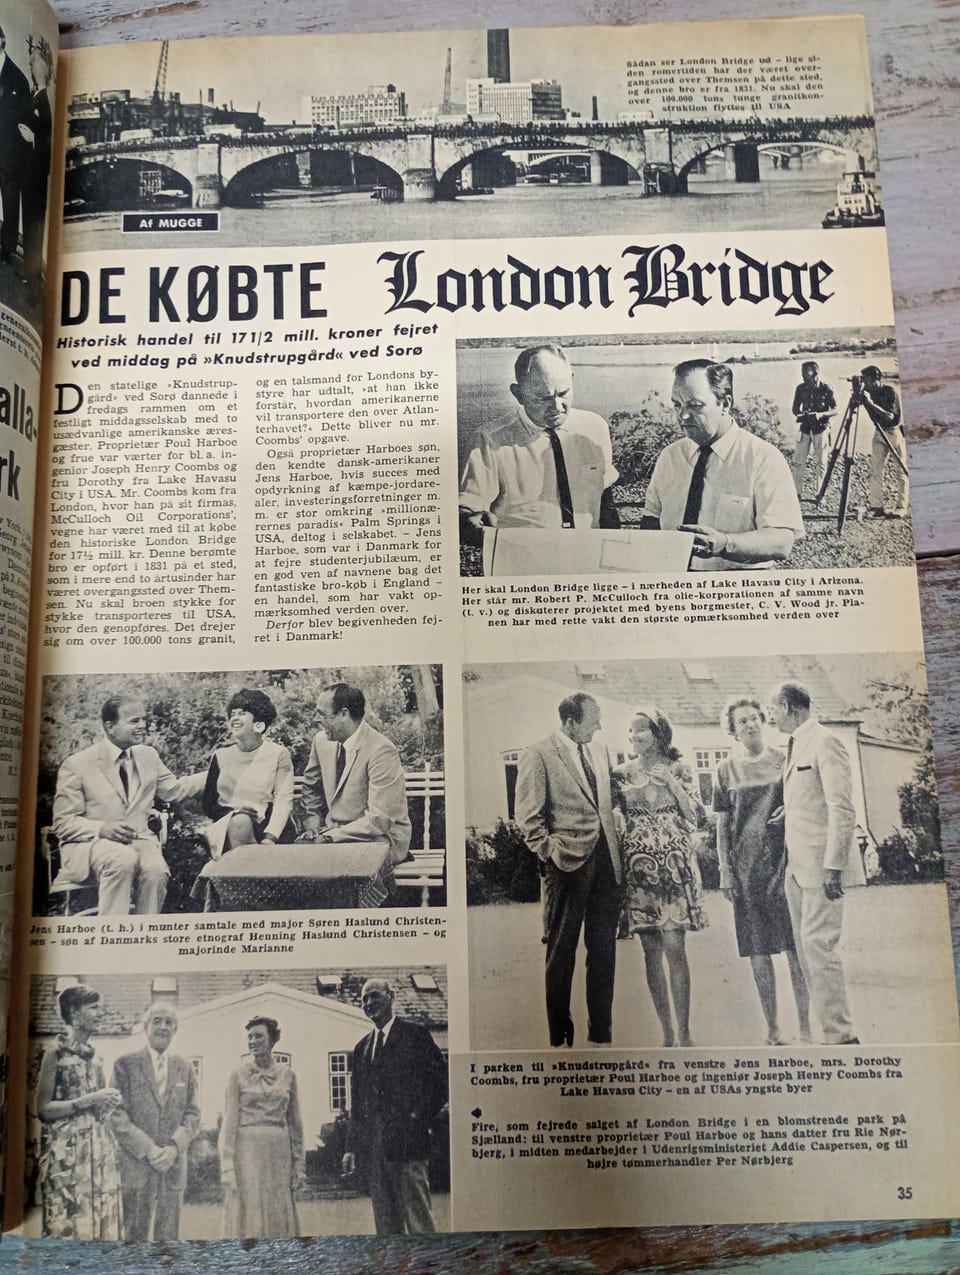 Sådan ser London Bridge ud – lige si-
den romertiden har der været over-
gangssted over Themsen på dette sted,
og denne bro er fra 1831. Nu skal den
over 100.000 tons tunge granitkon-
struktion flyttes til USA
Af MUGGE
DE KØBTE London Bridge
Historisk handel til 17 1/2 mill. kroner fejret
ved middag på »Knudstrupgård« ved Sorø
Den statelige »Knudstrup-
gård« ved Sorø dannede i
fredags rammen om et
festligt middagsselskab med to
usædvanlige amerikanske æres-
gæster. Proprietær Poul Harboe
og frue var værter for bl. a. in-
geniør Joseph Henry Coombs og
fru Dorothy fra Lake Havasu
City i USA. Mr. Coombs kom fra
London, hvor han på sit firmas,
McCulloch Oil Corporations',
vegne har været med til at købe
den historiske London Bridge
for 17½ mill. kr. Denne berømte
bro er opført i 1831 på et sted,
som i mere end to årtusinder har
været overgangssted over Them-
sen. Nu skal broen stykke for
stykke transporteres til USA,
hvor den genopføres. Det drejer
sig om over 100.000 tons granit,
og en talsmand for Londons by-
styre har udtalt, »at han ikke
forstår, hvordan amerikanerne
vil transportere den over Atlan-
terhavet?« Dette bliver nu mr.
Coombs' opgave.
Også proprietær Harboes søn,
den kendte dansk-amerikaner
Jens Harboe, hvis succes med
opdyrkning af kæmpe-jordare-
aler, investeringsforretninger m.
m. er stor omkring »millionæ-
rernes paradis« Palm Springs i
USA, deltog i selskabet. – Jens
Harboe, som var i Danmark for
at fejre studenterjubilæum, er
en god ven af navnene bag det
fantastiske bro-køb i England –
en handel, som har vakt op-
mærksomhed verden over.
Derfor blev begivenheden fej-
ret i Danmark!
Her skal London Bridge ligge – i nærheden af Lake Havasu City i Arizona.
Her står mr. Robert P. McCulloch fra olie-korporationen af samme navn
(t. v.) og diskuterer projektet med byens borgmester, C. V. Wood jr. Pla-
nen har med rette vakt den største opmærksomhed verden over
Jens Harboe (t. h.) i munter samtale med major Søren Haslund Christen-
sen – søn af Danmarks store etnograf Henning Haslund Christensen – og
majorinde Marianne
I parken til »Knudstrupgård« fra venstre Jens Harboe, mrs. Dorothy
Coombs, fru proprietær Poul Harboe og ingeniør Joseph Henry Coombs fra
Lake Havasu City – en af USAs yngste byer
Fire, som fejrede salget af London Bridge i en blomstrende park på
Sjælland: til venstre proprietær Poul Harboe og hans datter fru Rie Nør-
bjerg, i midten medarbejder i Udenrigsministeriet Addie Caspersen, og til
højre tømmerhandler Per Nørbjerg
35